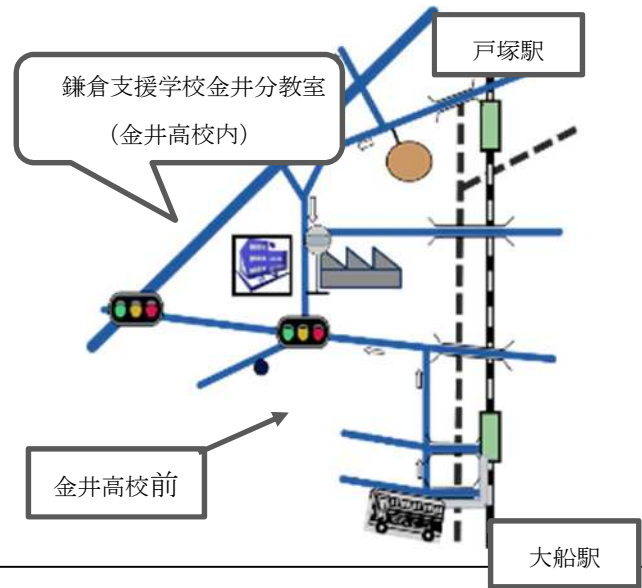 戸塚駅
鎌倉支援学校金井分教室
（金井高校内）
金井高校前
大船駅